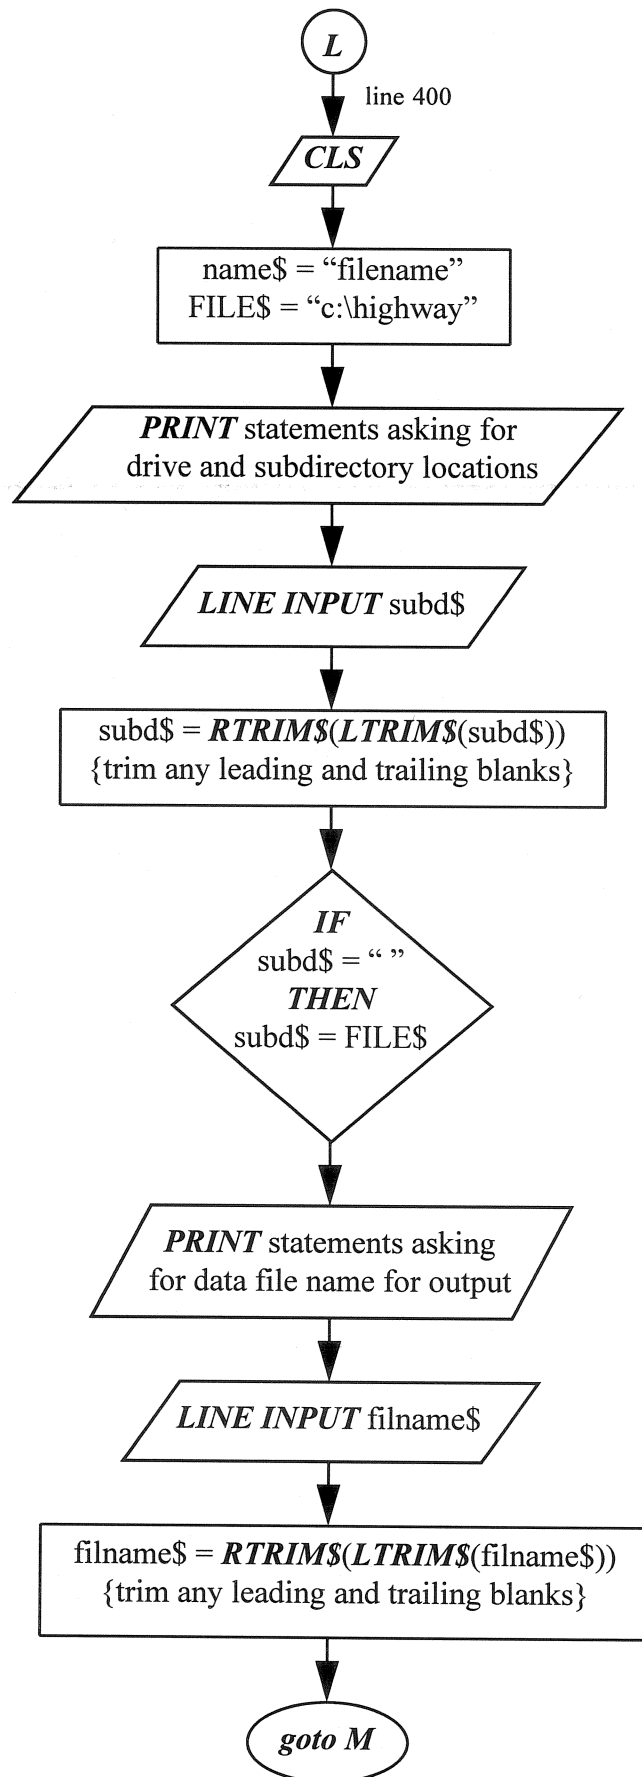 L
line 400
CLS
name$ = “filename”
FILE$ = “c:\highway”
PRINT statements asking for
drive and subdirectory locations
LINE INPUT subd$
subd$ = RTRIM$(LTRIM$(subd$))
{trim any leading and trailing blanks}
IF
subd$ = “ ”
THEN
subd$ = FILE$
PRINT statements asking
for data file name for output
LINE INPUT filname$
filname$ = RTRIM$(LTRIM$(filname$))
{trim any leading and trailing blanks}
goto M